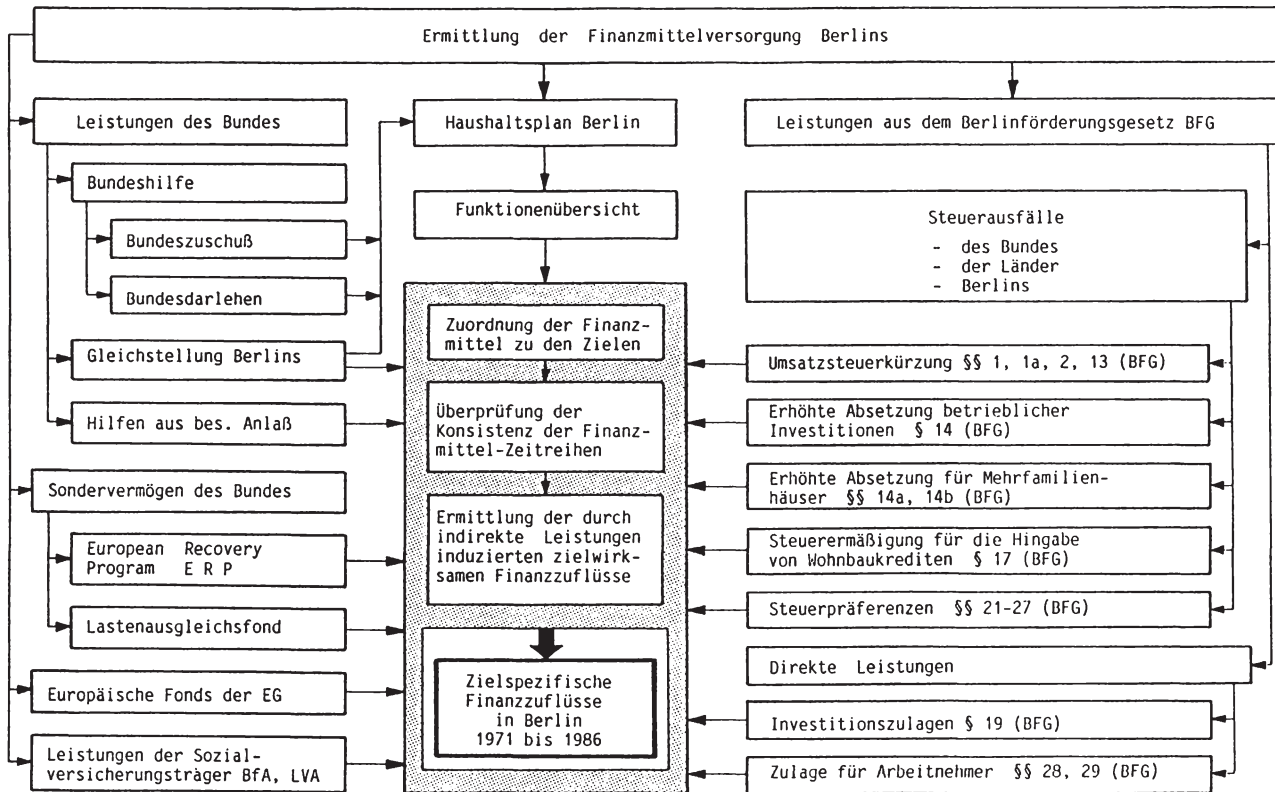 Ermittlung der Finanzmittelversorgung Berlins
Leistungen des Bundes
Bundeshilfe
Bundeszuschuß
Bundesdarlehen
Gleichstellung Berlins
Hilfen aus bes. Anlaß
Sondervermögen des Bundes
European Recovery
Program E R P
Lastenausgleichsfond
Europäische Fonds der EG
Leistungen der Sozial-
versicherungsträger BfA, LVA
Haushaltsplan Berlin
Funktionenübersicht
Zuordnung der Finanz-
mittel zu den Zielen
Überprüfung der
Konsistenz der Finanz-
mittel-Zeitreihen
Ermittlung der durch
indirekte Leistungen
induzierten zielwirk-
samen Finanzzuflüsse
Zielspezifische
Finanzzuflüsse
in Berlin
1971 bis 1986
Leistungen aus dem Berlinförderungsgesetz BFG
Steuerausfälle
- des Bundes
- der Länder
- Berlins
Umsatzsteuerkürzung §§ 1, 1a, 2, 13 (BFG)
Erhöhte Absetzung betrieblicher
Investitionen § 14 (BFG)
Erhöhte Absetzung für Mehrfamilien-
häuser §§ 14a, 14b (BFG)
Steuerermäßigung für die Hingabe
von Wohnbaukrediten § 17 (BFG)
Steuerpräferenzen §§ 21-27 (BFG)
Direkte Leistungen
Investitionszulagen § 19 (BFG)
Zulage für Arbeitnehmer §§ 28, 29 (BFG)